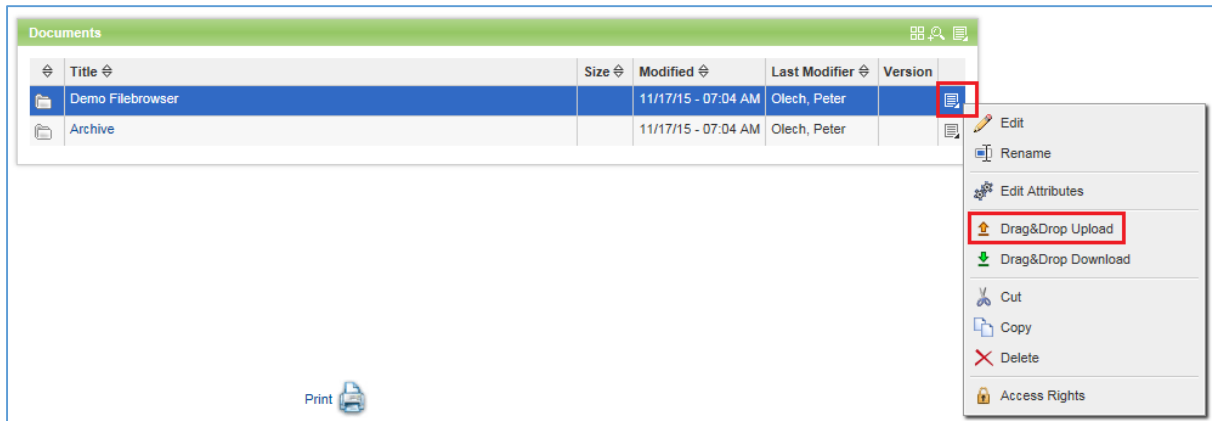 Documents
Title Size Modified Last Modifier Version
Demo Filebrowser 11/17/15 - 07:04 AM Olech, Peter
Archive 11/17/15 - 07:04 AM Olech, Peter
Edit
Rename
Edit Attributes
Drag&Drop Upload
Drag&Drop Download
Cut
Copy
Delete
Access Rights
Print